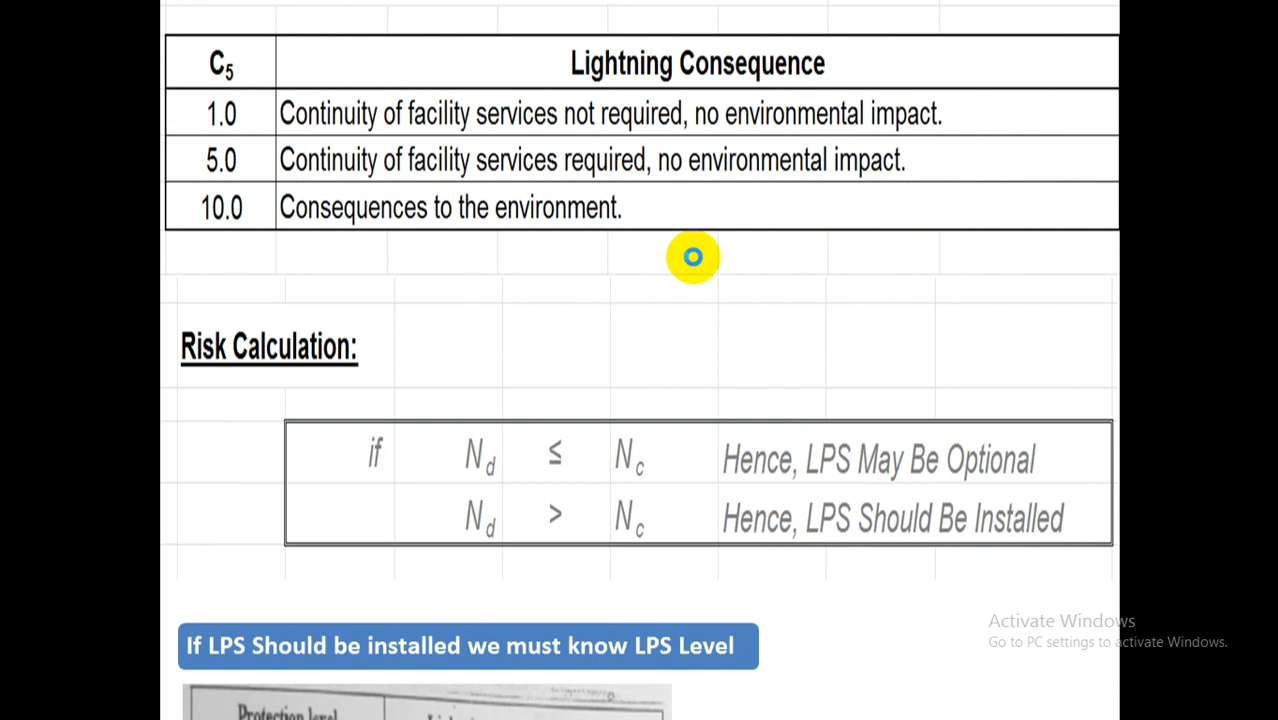 C5 Lightning Consequence
1.0 Continuity of facility services not required, no environmental impact.
5.0 Continuity of facility services required, no environmental impact.
10.0 Consequences to the environment.
Risk Calculation:
if Nd ≤ Nc Hence, LPS May Be Optional
Nd > Nc Hence, LPS Should Be Installed
Activate Windows
Go to PC settings to activate Windows.
If LPS Should be installed we must know LPS Level
Protection level